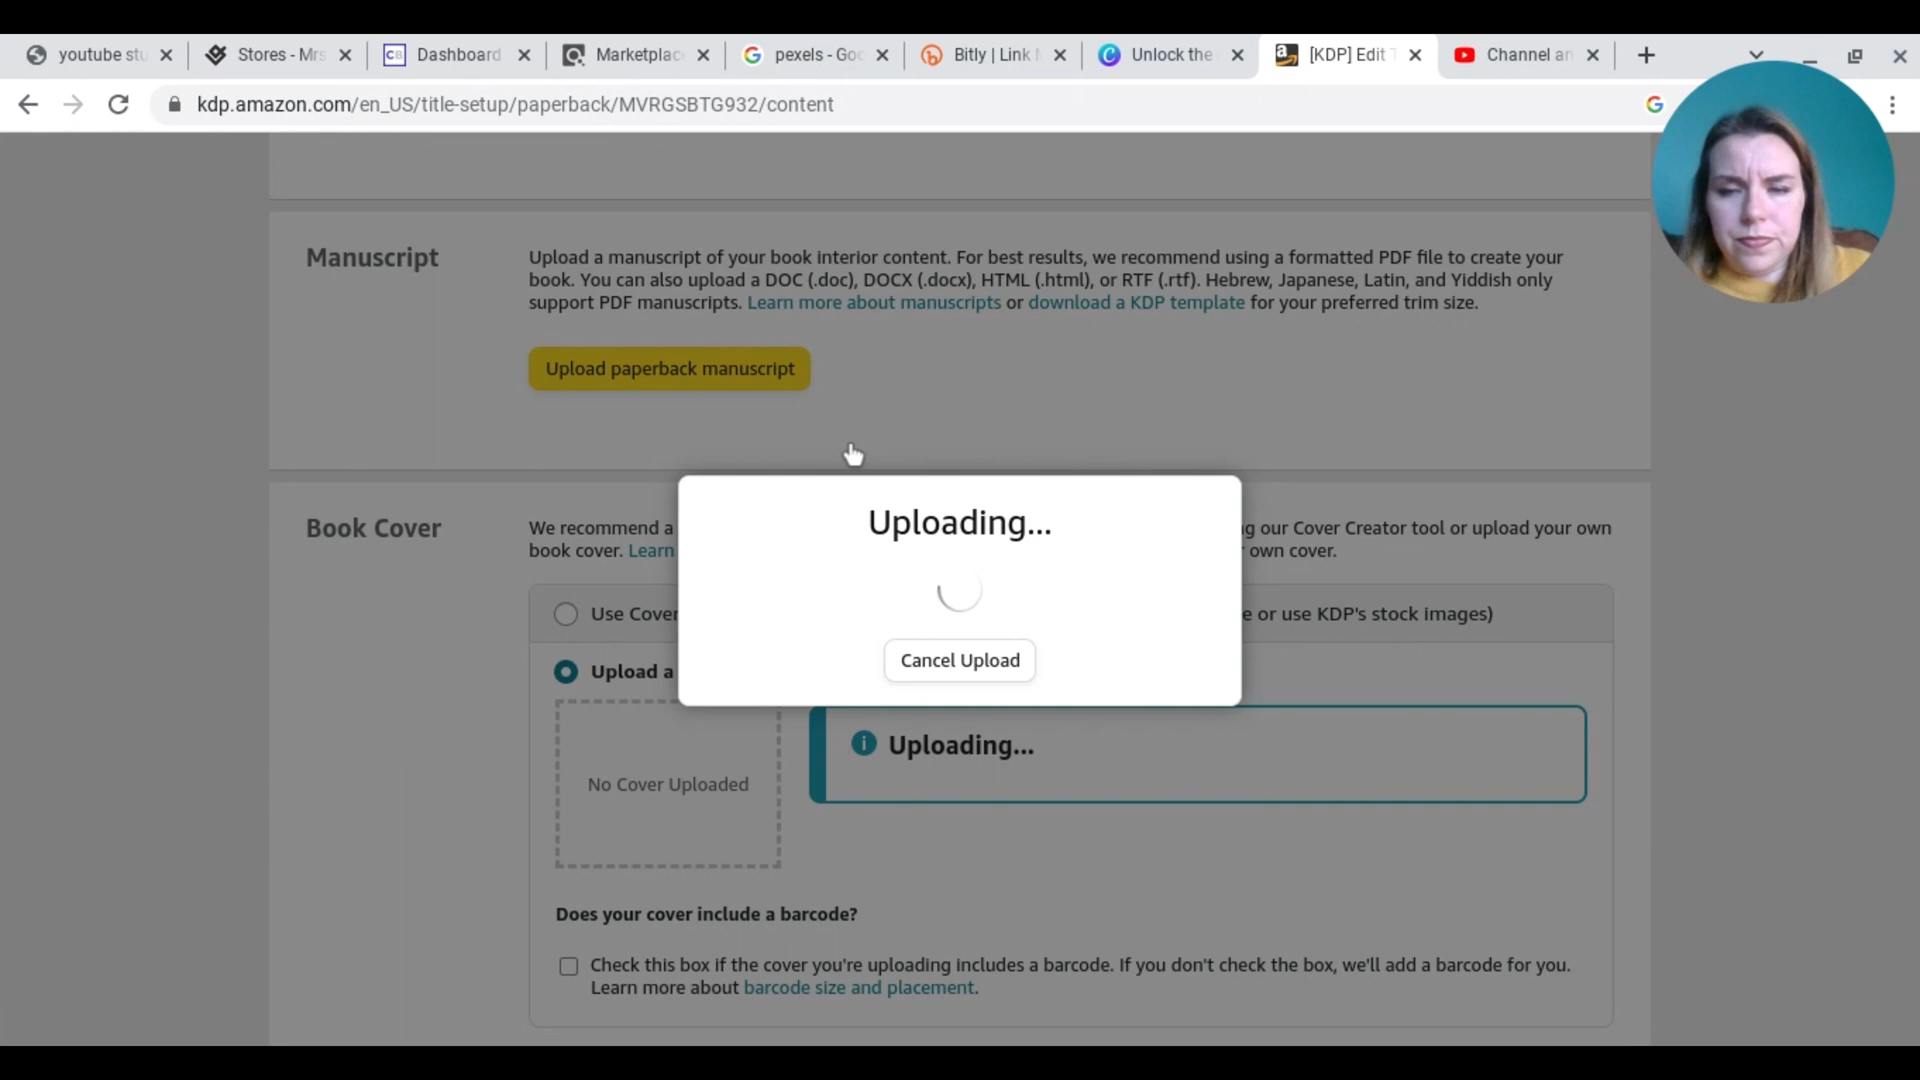 youtube stu
Stores - Mrs
Dashboard
Marketplac
pexels - Goo
Bitly | Link M
Unlock the
[KDP] Edit T
Channel an
kdp.amazon.com/en_US/title-setup/paperback/MVRGSBTG932/content
Manuscript
Upload a manuscript of your book interior content. For best results, we recommend using a formatted PDF file to create your
book. You can also upload a DOC (.doc), DOCX (.docx), HTML (.html), or RTF (.rtf). Hebrew, Japanese, Latin, and Yiddish only
support PDF manuscripts. Learn more about manuscripts or download a KDP template for your preferred trim size.
Upload paperback manuscript
Book Cover
We recommend a
g our Cover Creator tool or upload your own
book cover. Learn
own cover.
Uploading...
Cancel Upload
Use Cover
e or use KDP's stock images)
Upload a
No Cover Uploaded
Uploading...
Does your cover include a barcode?
Check this box if the cover you're uploading includes a barcode. If you don't check the box, we'll add a barcode for you.
Learn more about barcode size and placement.